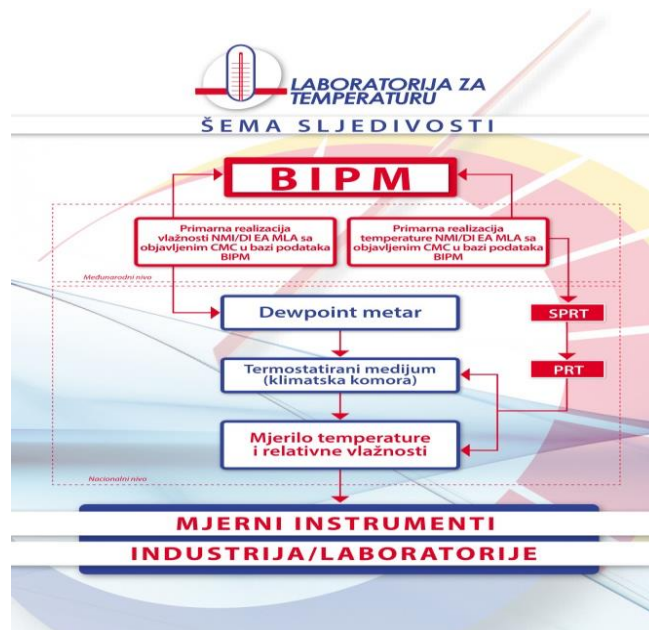 LABORATORIJA ZA
TEMPERATURU
ŠEMA SLJEDIVOSTI
BIPM
Primarna realizacija
vlažnosti NMI/DI EA MLA sa
objavljenim CMC u bazi podataka
BIPM
Primarna realizacija
temperature NMI/DI EA MLA sa
objavljenim CMC u bazi podataka
BIPM
Međunarodni nivo
Dewpoint metar
SPRT
Termostatirani medijum
(klimatska komora)
PRT
Mjerilo temperature
i relativne vlažnosti
Nacionalni nivo
MJERNI INSTRUMENTI
INDUSTRIJA/LABORATORIJE